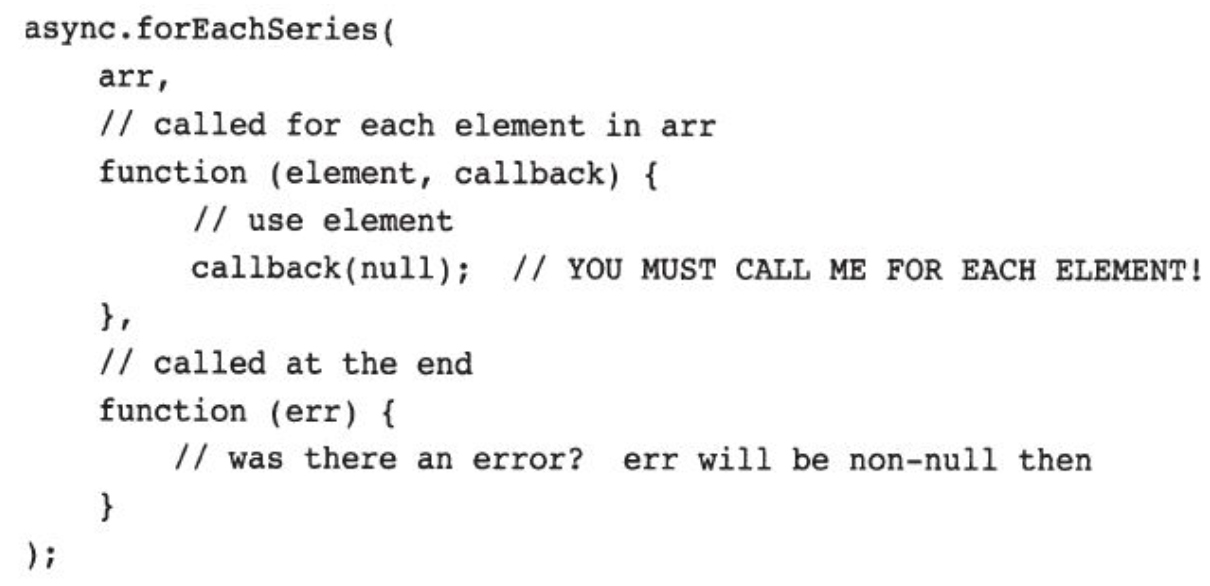 async.forEachSeries(
    arr,
    // called for each element in arr
    function (element, callback) {
        // use element
        callback(null);  // YOU MUST CALL ME FOR EACH ELEMENT!
    },
    // called at the end
    function (err) {
        // was there an error?  err will be non-null then
    }
);